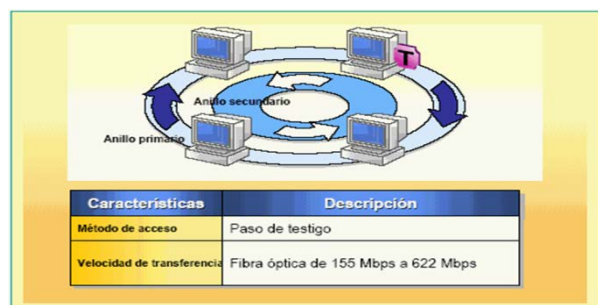 T
Anillo secundario
Anillo primario
Características Descripción
Método de acceso Paso de testigo
Velocidad de transferencia Fibra óptica de 155 Mbps a 622 Mbps